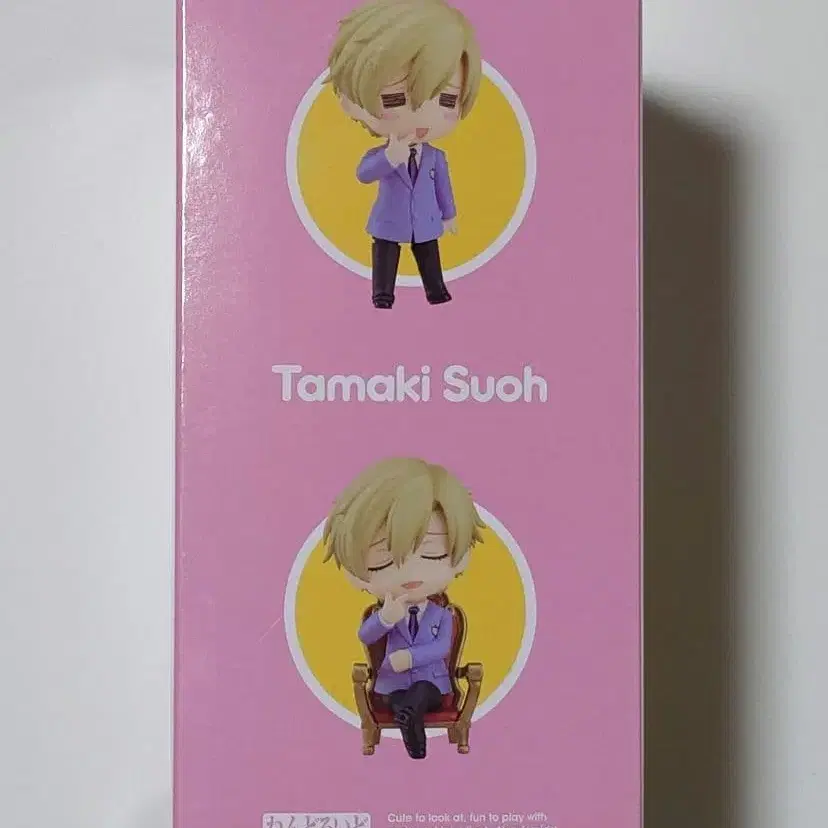 Tamaki Suoh
ねんどろいど
Cute to look at, fun to play with